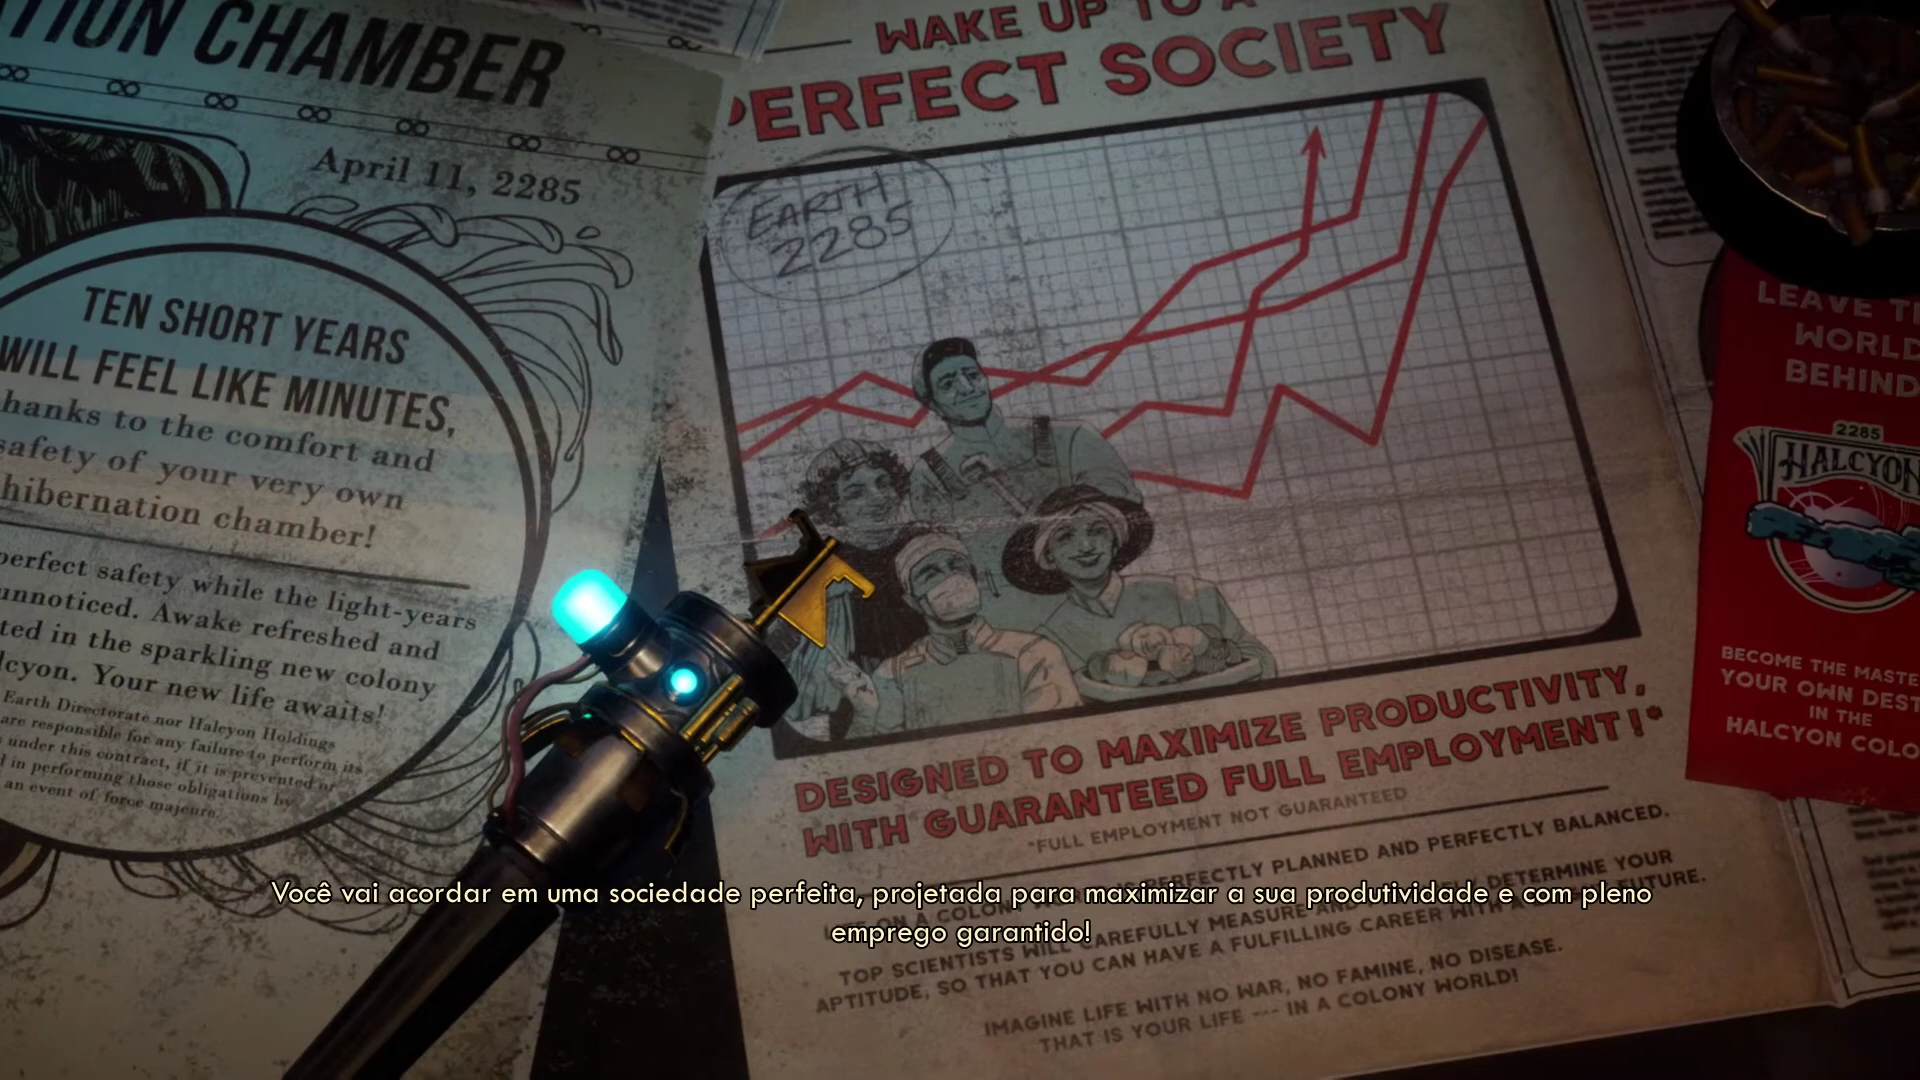 TION CHAMBER
April 11, 2285
TEN SHORT YEARS
WILL FEEL LIKE MINUTES,
hanks to the comfort and
safety of your very own
hibernation chamber!
perfect safety while the light-years
unnoticed. Awake refreshed and
ted in the sparkling new colony
lcyon. Your new life awaits!
Earth Directorate nor Halcyon Holdings
are responsible for any failure to perform its
under this contract, if it is prevented or
d in performing those obligations by
an event of force majeure.
WAKE UP TO A
PERFECT SOCIETY
EARTH
2285
DESIGNED TO MAXIMIZE PRODUCTIVITY,
WITH GUARANTEED FULL EMPLOYMENT!*
*FULL EMPLOYMENT NOT GUARANTEED
PERFECTLY PLANNED AND PERFECTLY BALANCED.
ON A COLON DETERMINE YOUR
TOP SCIENTISTS WILL CAREFULLY MEASURE AND FUTURE.
APTITUDE, SO THAT YOU CAN HAVE A FULFILLING CAREER WITH A
IMAGINE LIFE WITH NO WAR, NO FAMINE, NO DISEASE.
THAT IS YOUR LIFE --- IN A COLONY WORLD!
LEAVE T
WORLD
BEHIND
2285
HALCYON
BECOME THE MASTE
YOUR OWN DEST
IN THE
HALCYON COLO
Você vai acordar em uma sociedade perfeita, projetada para maximizar a sua produtividade e com pleno
emprego garantido!